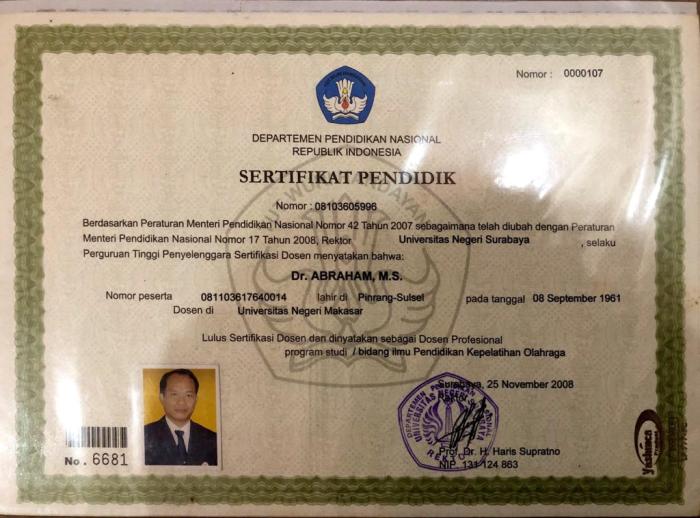 Nomor : 0000107
DEPARTEMEN PENDIDIKAN NASIONAL
REPUBLIK INDONESIA
SERTIFIKAT PENDIDIK
Nomor : 08103605996
Berdasarkan Peraturan Menteri Pendidikan Nasional Nomor 42 Tahun 2007 sebagaimana telah diubah dengan Peraturan
Menteri Pendidikan Nasional Nomor 17 Tahun 2008, Rektor Universitas Negeri Surabaya , selaku
Perguruan Tinggi Penyelenggara Sertifikasi Dosen menyatakan bahwa:
Dr. ABRAHAM, M.S.
Nomor peserta 081103617640014 lahir di Pinrang-Sulsel pada tanggal 08 September 1961
Dosen di Universitas Negeri Makasar
Lulus Sertifikasi Dosen dan dinyatakan sebagai Dosen Profesional
program studi / bidang ilmu Pendidikan Kepelatihan Olahraga
Surabaya, 25 November 2008
REKTOR
Prof. Dr. H. Haris Supratno
NIP. 131 124 863
No. 6681
Yashinca